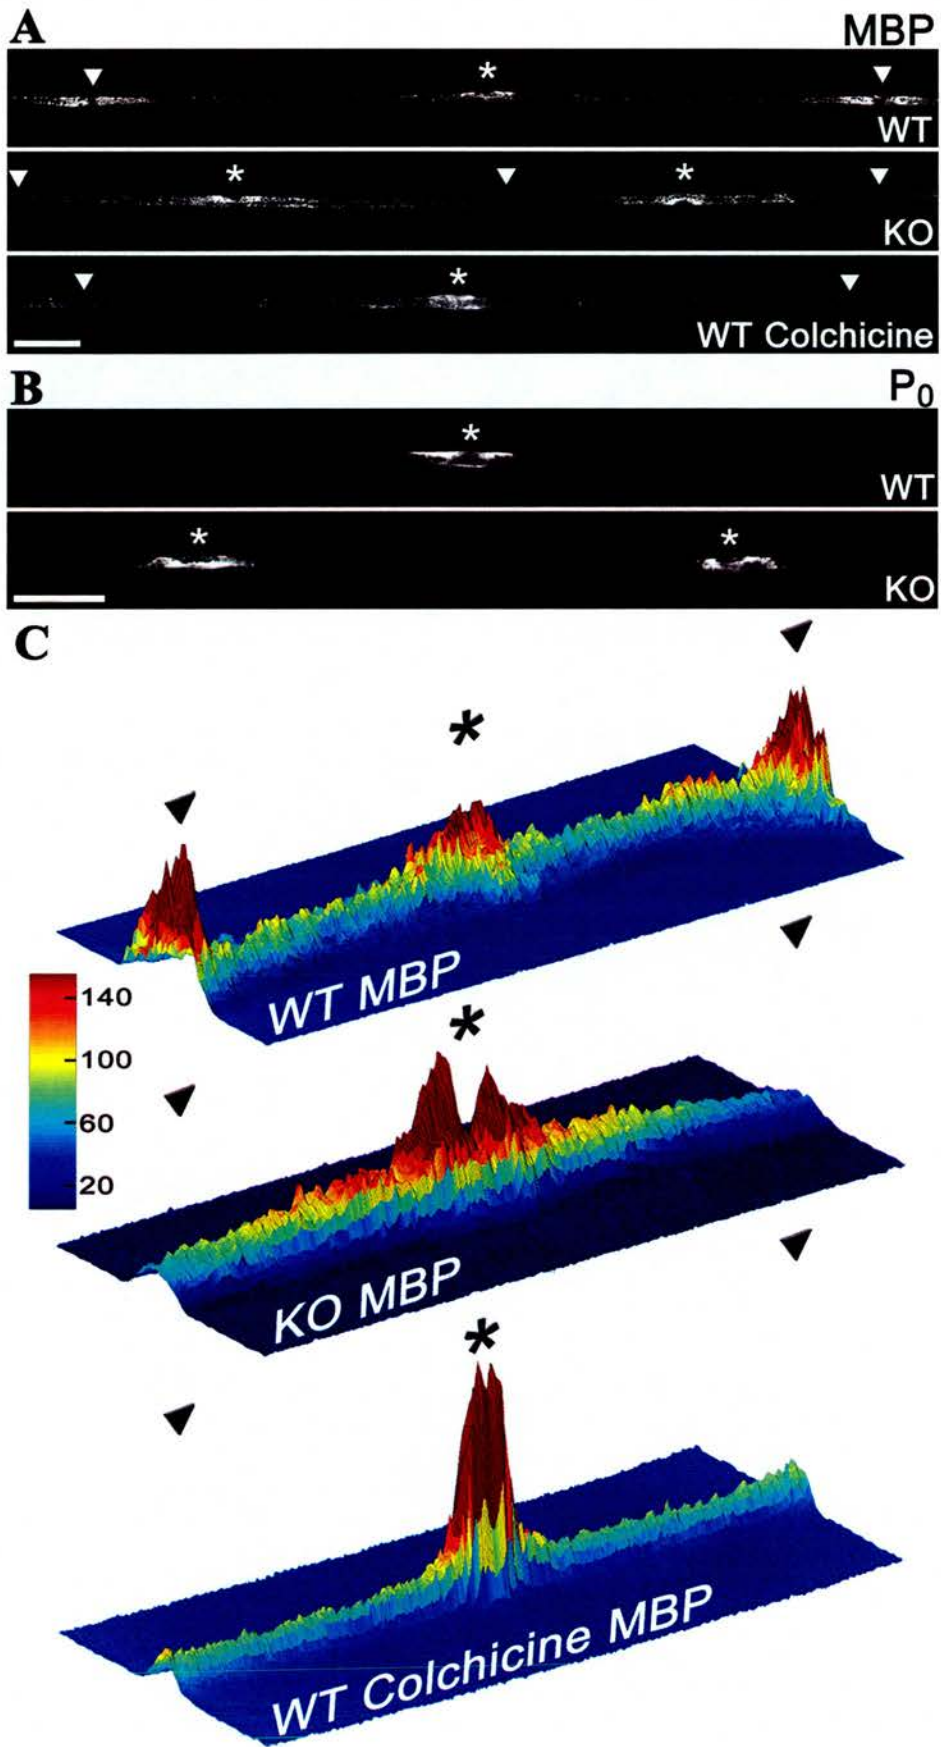 A
MBP
*
WT
* *
KO
*
WT Colchicine
B
P₀
*
WT
* *
KO
C
*
WT MBP
140
100
60
20
*
KO MBP
*
WT Colchicine MBP